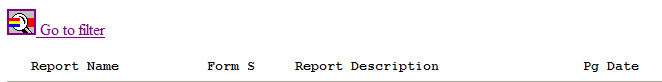 Go to filter
Report Name Form S Report Description Pg Date